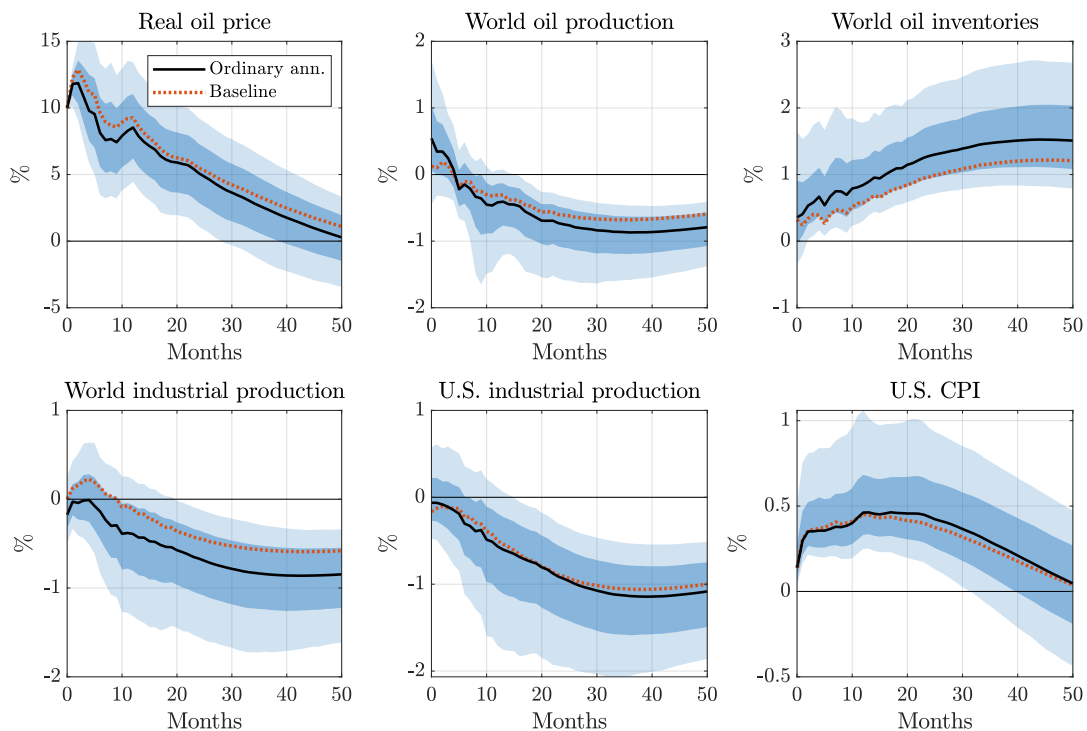 Real oil price
15
10
5
0
-5
%
0 10 20 30 40 50
Months
Ordinary ann.
Baseline
World oil production
2
1
0
-1
-2
%
0 10 20 30 40 50
Months
World oil inventories
3
2
1
0
-1
%
0 10 20 30 40 50
Months
World industrial production
1
0
-1
-2
%
0 10 20 30 40 50
Months
U.S. industrial production
1
0
-1
-2
%
0 10 20 30 40 50
Months
U.S. CPI
1
0.5
0
-0.5
%
0 10 20 30 40 50
Months